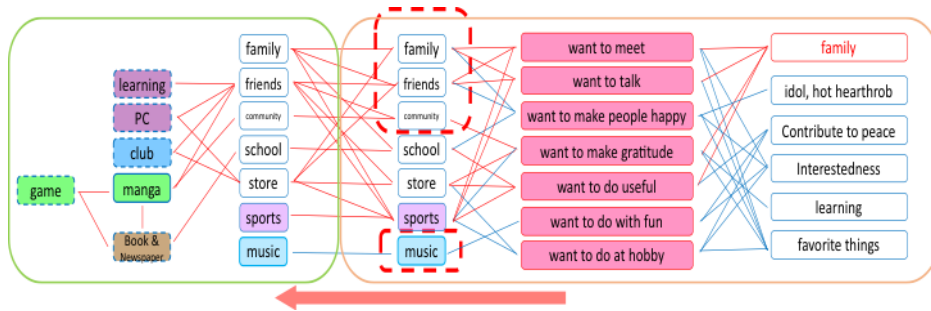 learning
PC
club
game
manga
Book &
Newspaper
family
friends
community
school
store
sports
music
family
friends
community
school
store
sports
music
want to meet
want to talk
want to make people happy
want to make gratitude
want to do useful
want to do with fun
want to do at hobby
family
idol, hot hearthrob
Contribute to peace
Interestedness
learning
favorite things